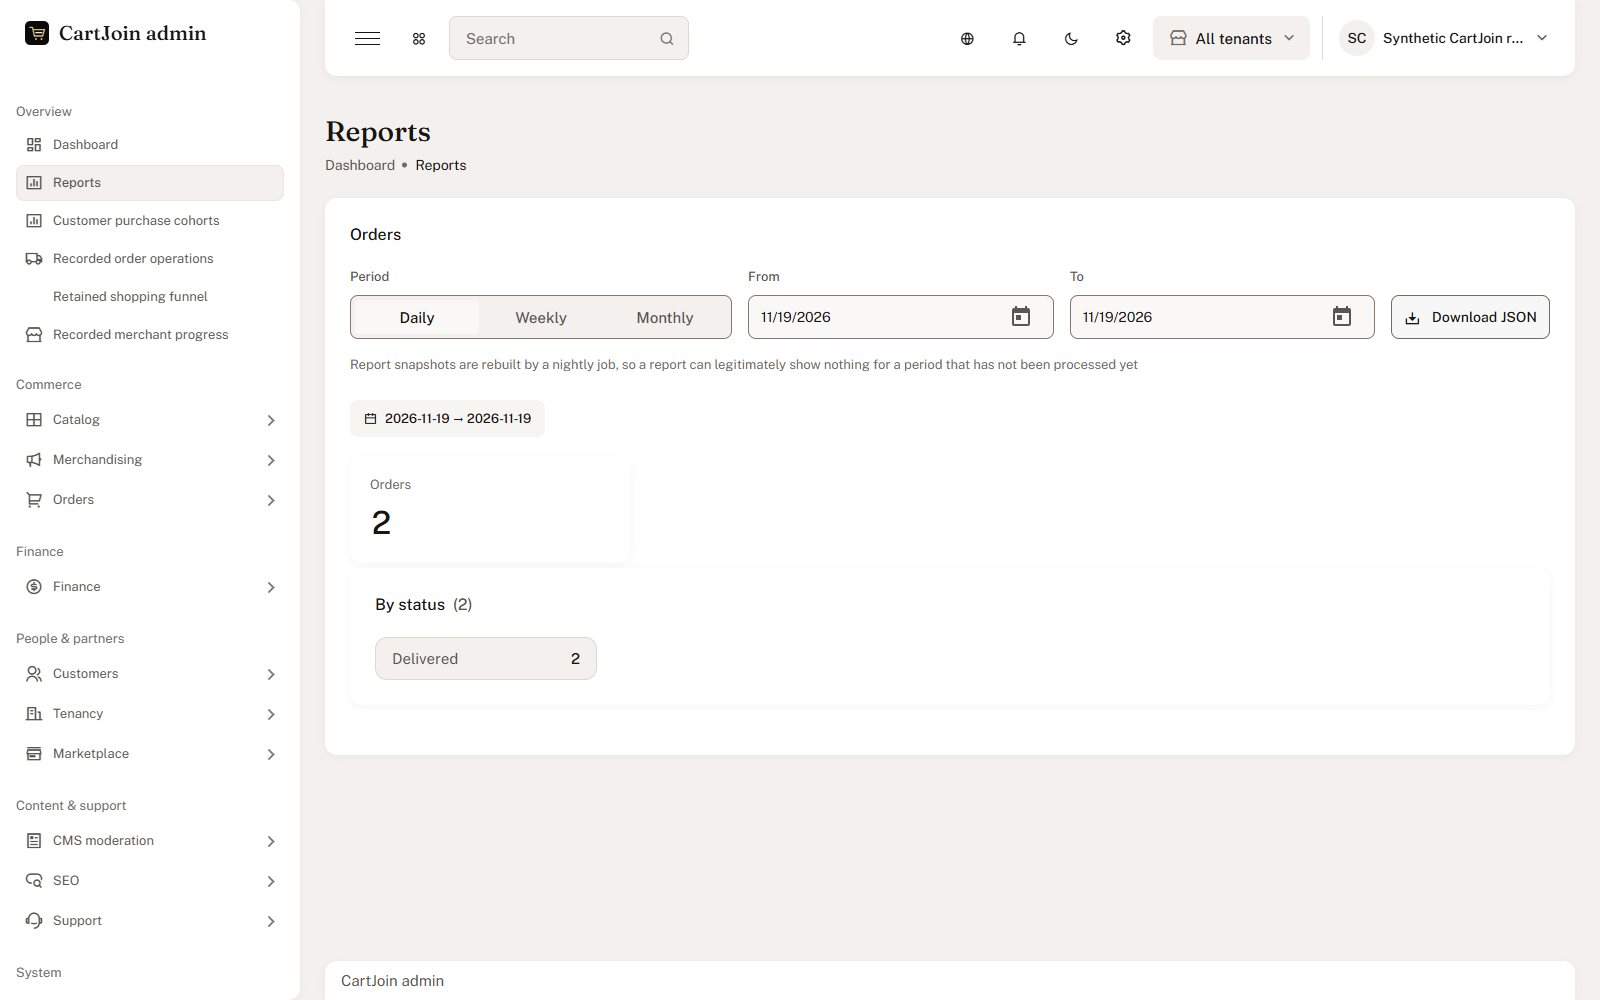 CartJoin admin
Overview
Dashboard
Reports
Customer purchase cohorts
Recorded order operations
Retained shopping funnel
Recorded merchant progress
Commerce
Catalog
Merchandising
Orders
Finance
Finance
People & partners
Customers
Tenancy
Marketplace
Content & support
CMS moderation
SEO
Support
System
Search
All tenants
SC
Synthetic CartJoin r...
Reports
Dashboard • Reports
Orders
Period
From
To
Daily
Weekly
Monthly
11/19/2026
11/19/2026
Download JSON
Report snapshots are rebuilt by a nightly job, so a report can legitimately show nothing for a period that has not been processed yet
2026-11-19 → 2026-11-19
Orders
2
By status (2)
Delivered 2
CartJoin admin